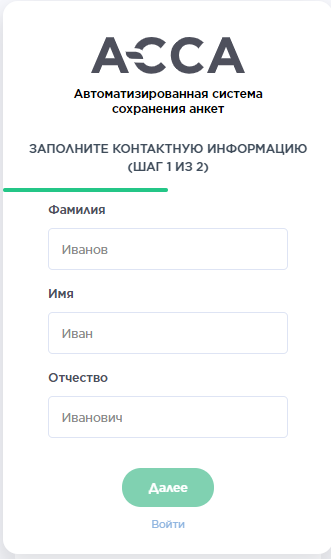 АССА
Автоматизированная система
сохранения анкет
ЗАПОЛНИТЕ КОНТАКТНУЮ ИНФОРМАЦИЮ
(ШАГ 1 ИЗ 2)
Фамилия
Иванов
Имя
Иван
Отчество
Иванович
Далее
Войти